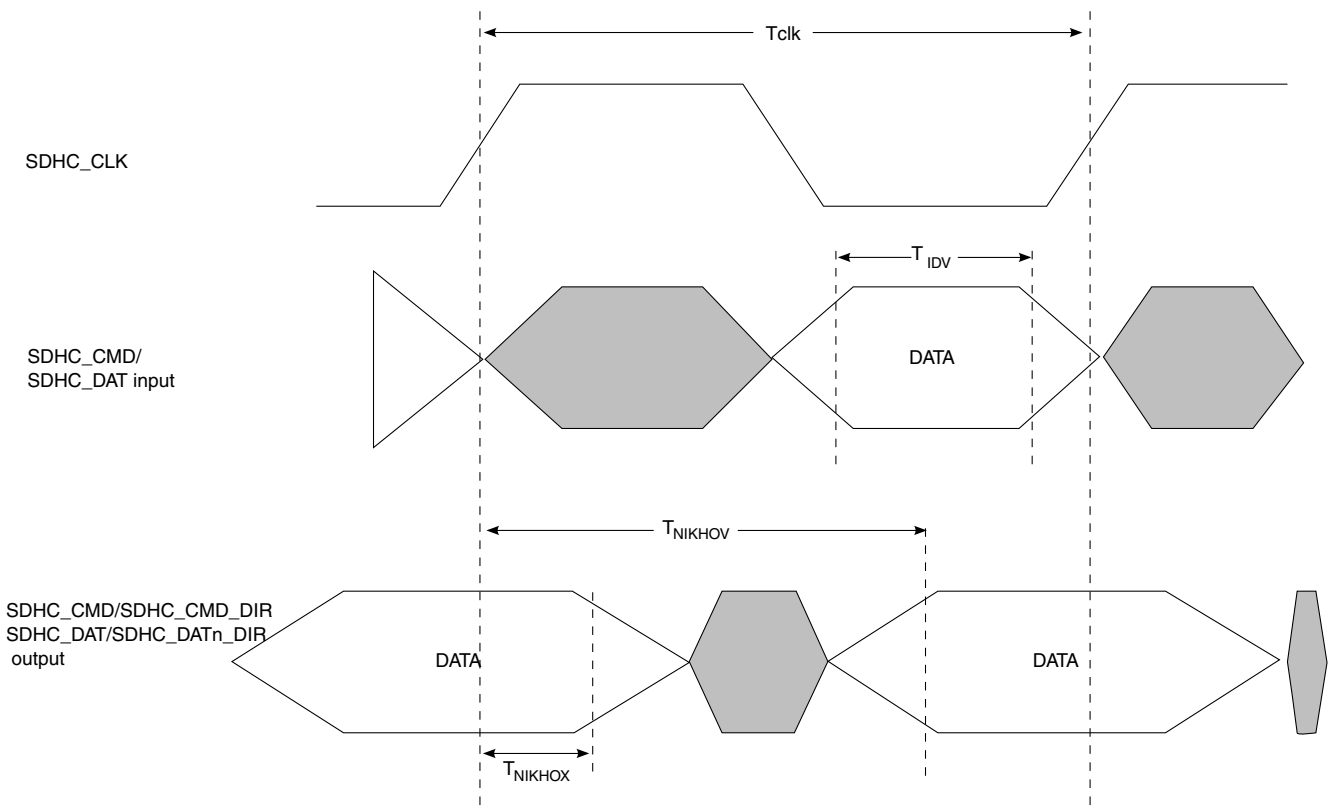 Tclk
SDHC_CLK
T IDV
SDHC_CMD/
SDHC_DAT input
DATA
TNIKHOV
SDHC_CMD/SDHC_CMD_DIR
SDHC_DAT/SDHC_DATn_DIR
output
DATA
DATA
TNIKHOX